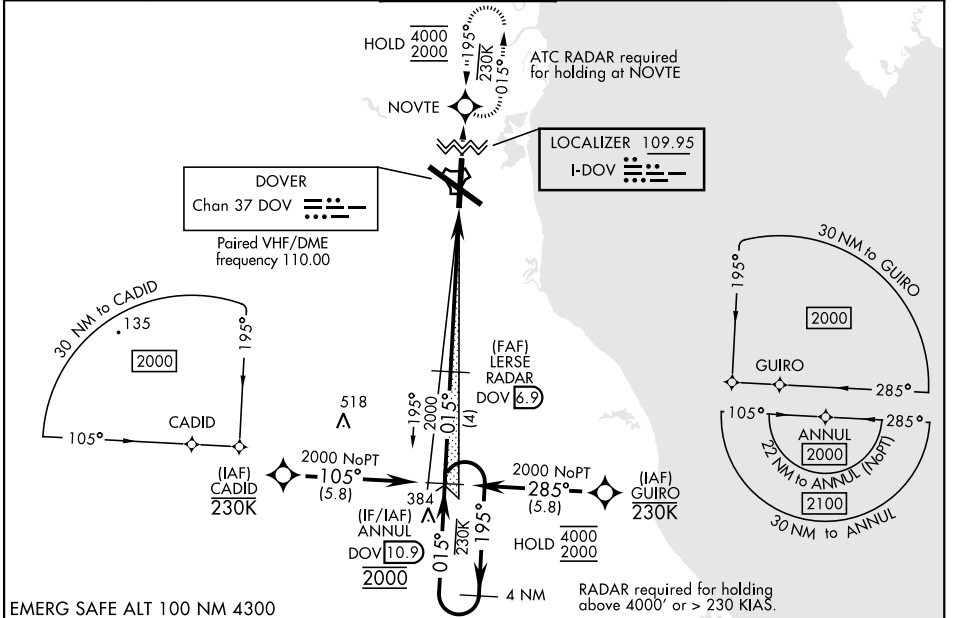 HOLD 4000
2000
195°
230K
015°
ATC RADAR required
for holding at NOVTE
NOVTE
LOCALIZER 109.95
I-DOV
DOVER
Chan 37 DOV
Paired VHF/DME
frequency 110.00
30 NM to CADID
135
2000
195°
105°
CADID
30 NM to GUIRO
195°
2000
GUIRO
285°
105°
285°
ANNUL
2000
22 NM to ANNUL (NoPT)
2100
30 NM to ANNUL
(FAF)
LERSE
RADAR
DOV 6.9
518
195°
2000
015°
(4)
(IAF)
CADID
230K
2000 NoPT
105°
(5.8)
384
2000 NoPT
285°
(5.8)
(IAF)
GUIRO
230K
(IF/IAF)
ANNUL
DOV 10.9
2000
015°
230K
195°
HOLD 4000
2000
4 NM
RADAR required for holding
above 4000' or > 230 KIAS.
EMERG SAFE ALT 100 NM 4300